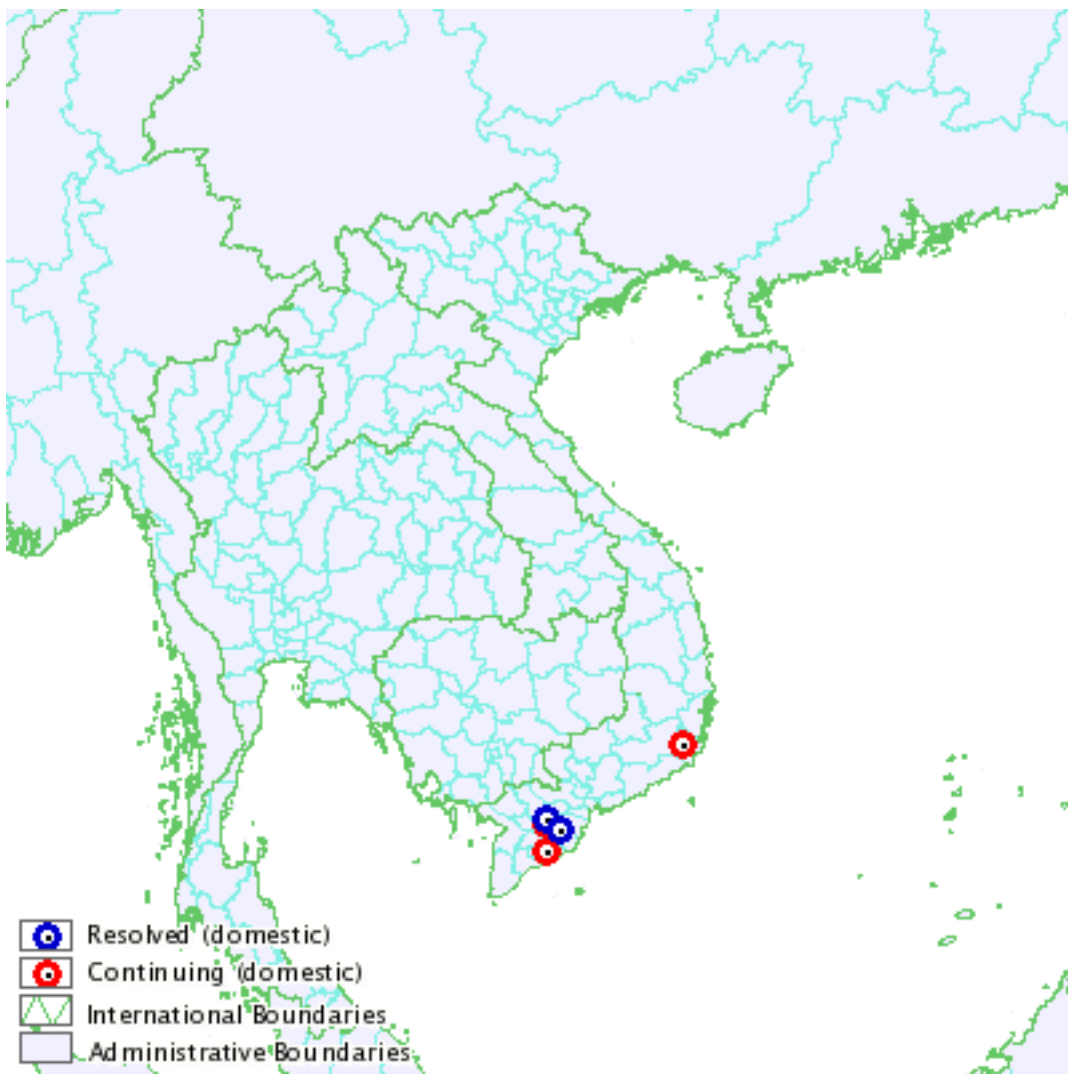 Resolved (domestic)
Continuing (domestic)
International Boundaries
Administrative Boundaries